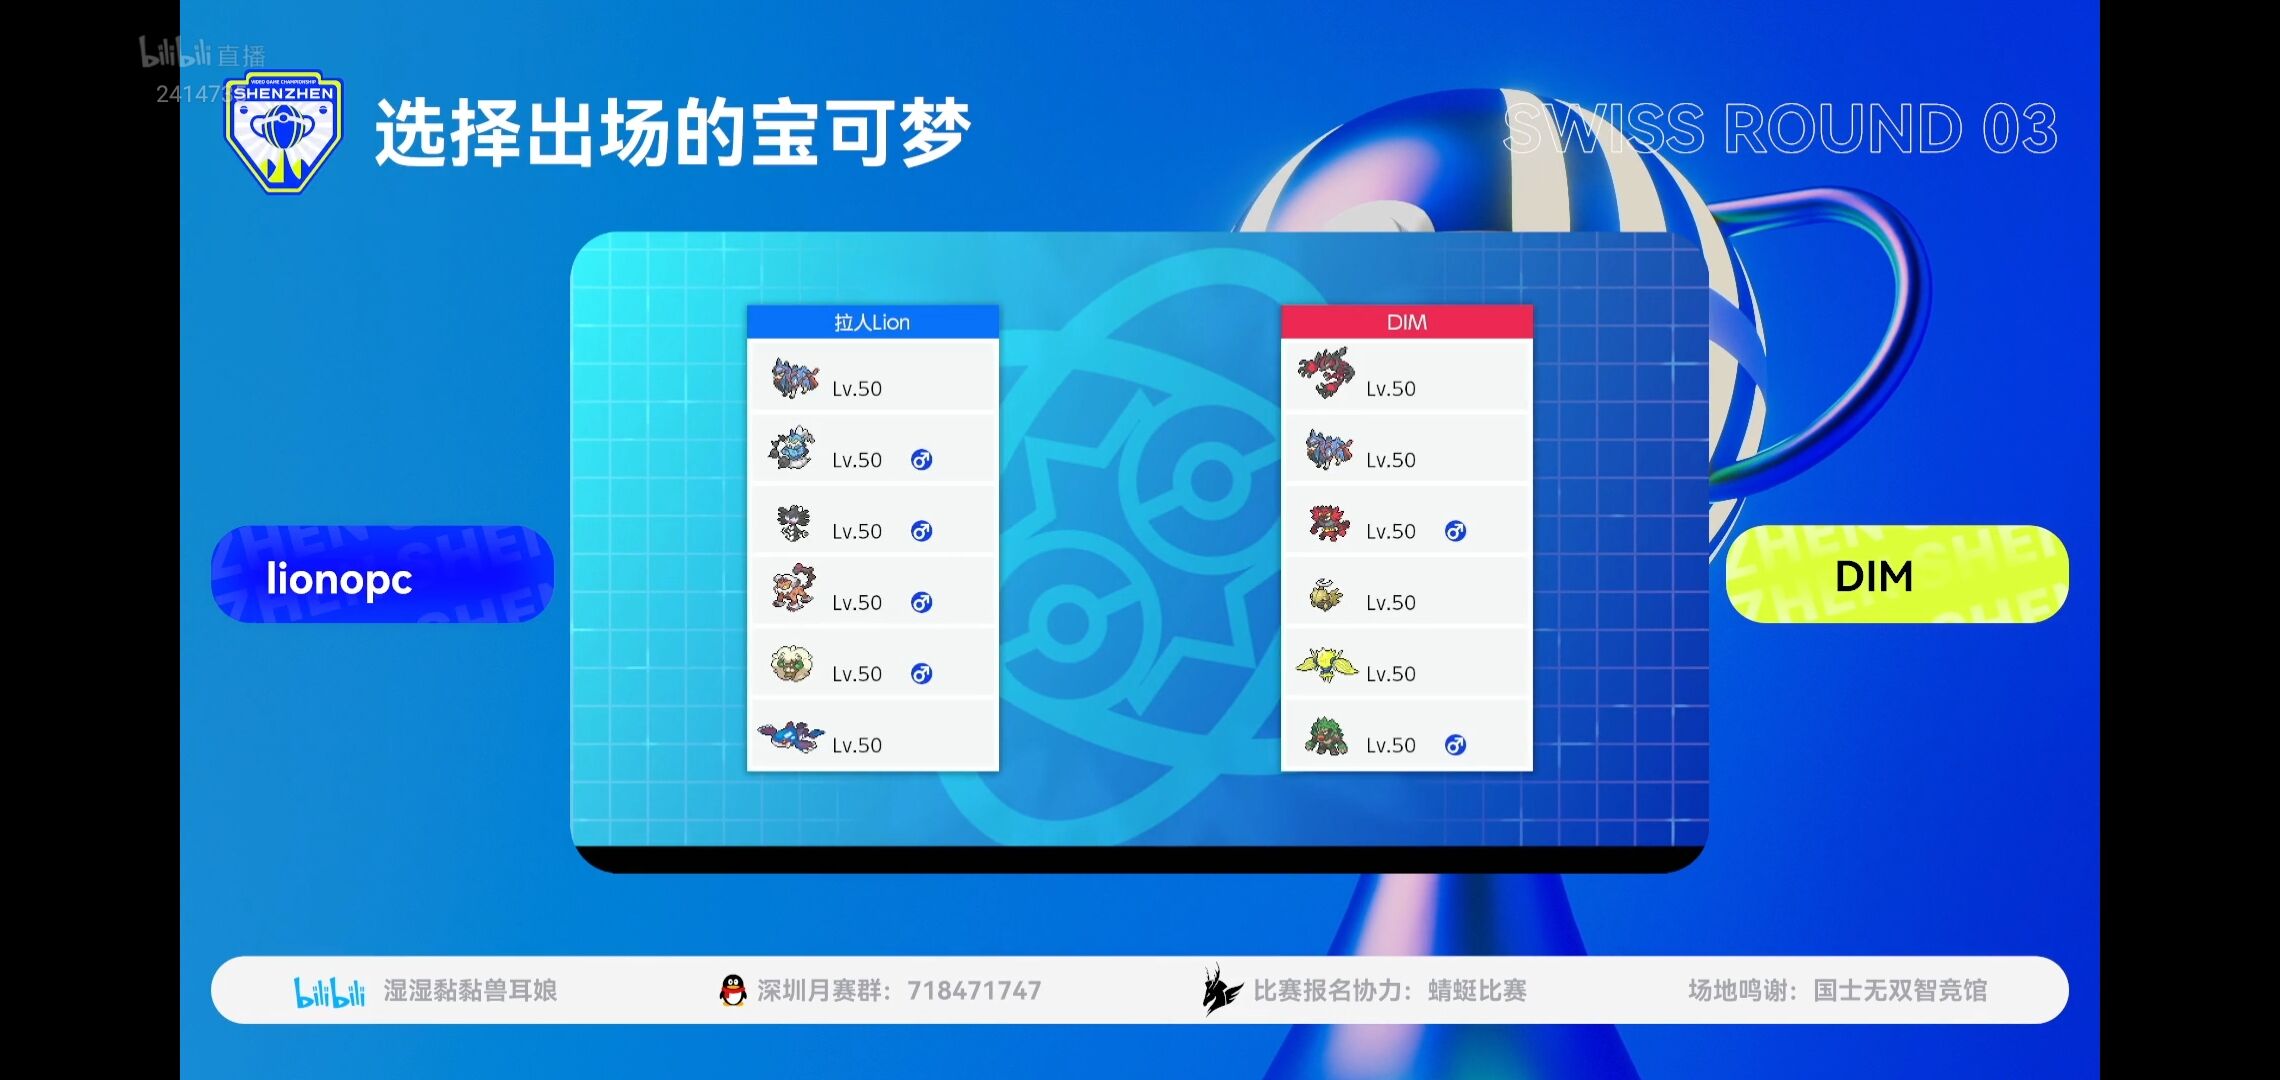 bilibili 直播
241473
VIDEO GAME CHAMPIONSHIP
SHENZHEN
选择出场的宝可梦
SWISS ROUND 03
拉人Lion
Lv.50
Lv.50 ♂
Lv.50 ♂
Lv.50 ♂
Lv.50 ♂
Lv.50
DIM
Lv.50
Lv.50
Lv.50 ♂
Lv.50
Lv.50
Lv.50 ♂
lionopc
DIM
bilibili 湿湿黏黏兽耳娘
深圳月赛群：718471747
比赛报名协力：蜻蜓比赛
场地鸣谢：国士无双智竞馆